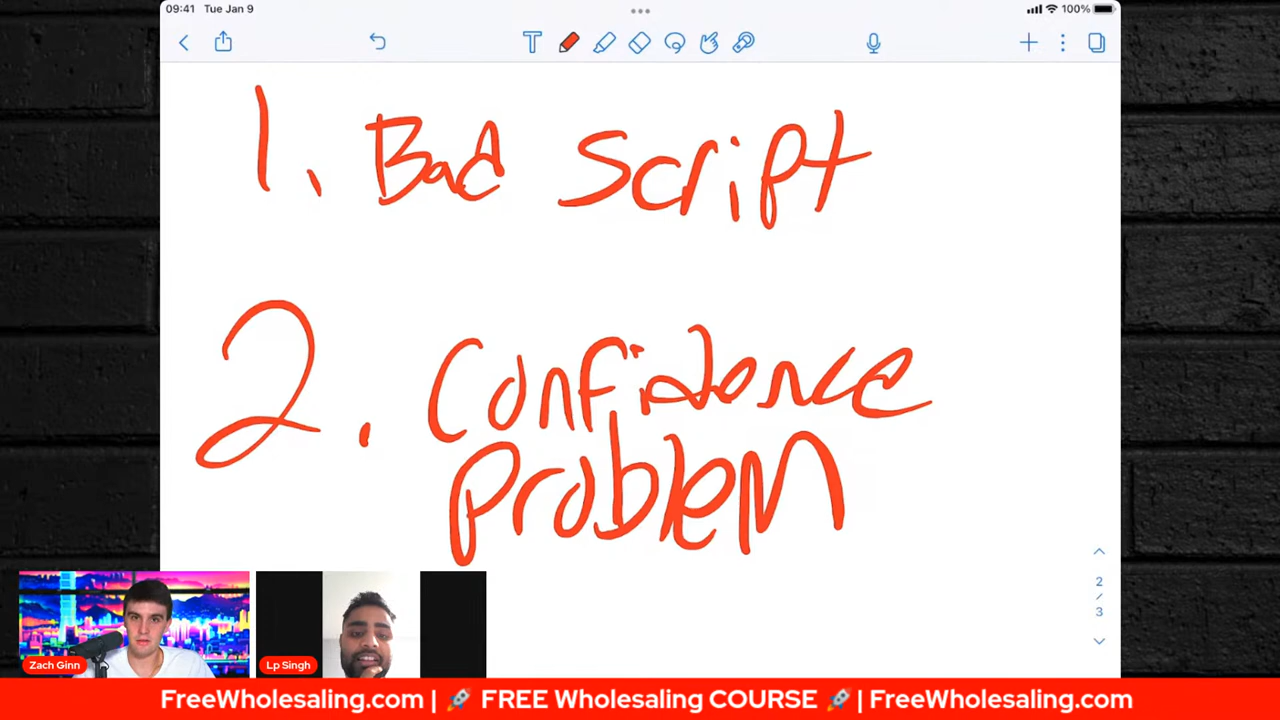 09:41 Tue Jan 9
100%
T
1. Bad Script
2. Confidence
Problem
2
/
3
Zach Ginn
Lp Singh
FreeWholesaling.com | 🚀 FREE Wholesaling COURSE 🚀 | FreeWholesaling.com